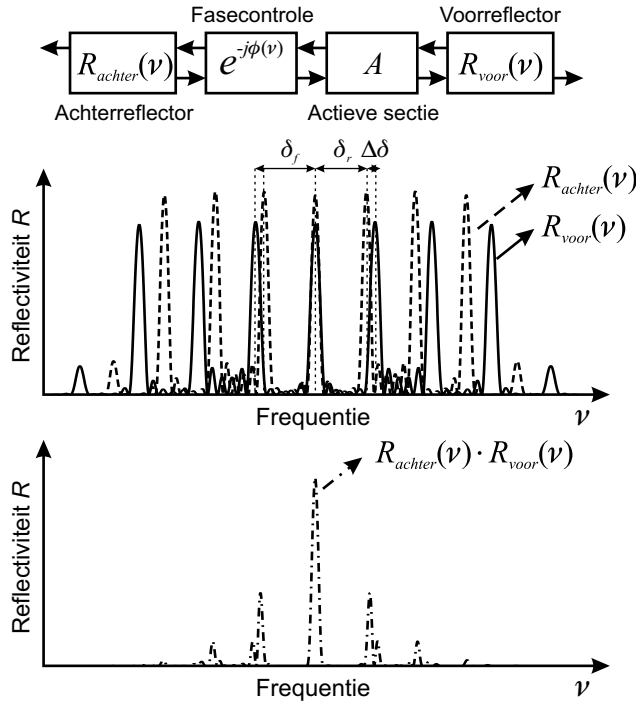 Fasecontrole
Voorreflector
R_achter(ν)
e^-jϕ(ν)
A
R_voor(ν)
Achterreflector
Actieve sectie
δ_f
δ_r
Δδ
R_achter(ν)
R_voor(ν)
Reflectiviteit R
Frequentie
ν
R_achter(ν) · R_voor(ν)
Reflectiviteit R
Frequentie
ν